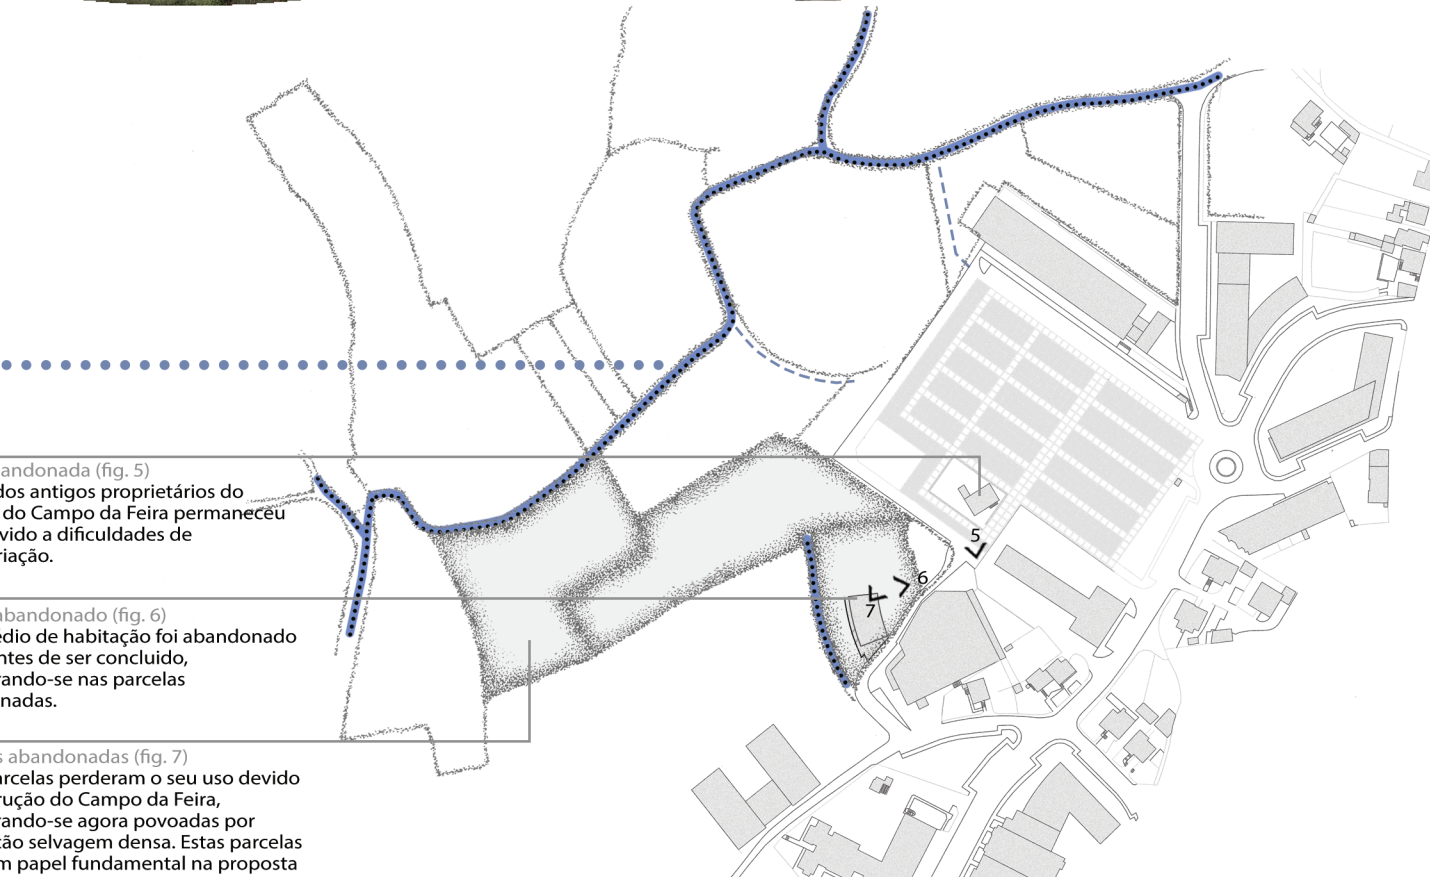 andonada (fig. 5)
dos antigos proprietários do
do Campo da Feira permaneceu
vido a dificuldades de
riação.
abandonado (fig. 6)
édio de habitação foi abandonado
ntes de ser concluido,
rando-se nas parcelas
nadas.
s abandonadas (fig. 7)
arcelas perderam o seu uso devido
rução do Campo da Feira,
rando-se agora povoadas por
ção selvagem densa. Estas parcelas
m papel fundamental na proposta
5
6
7